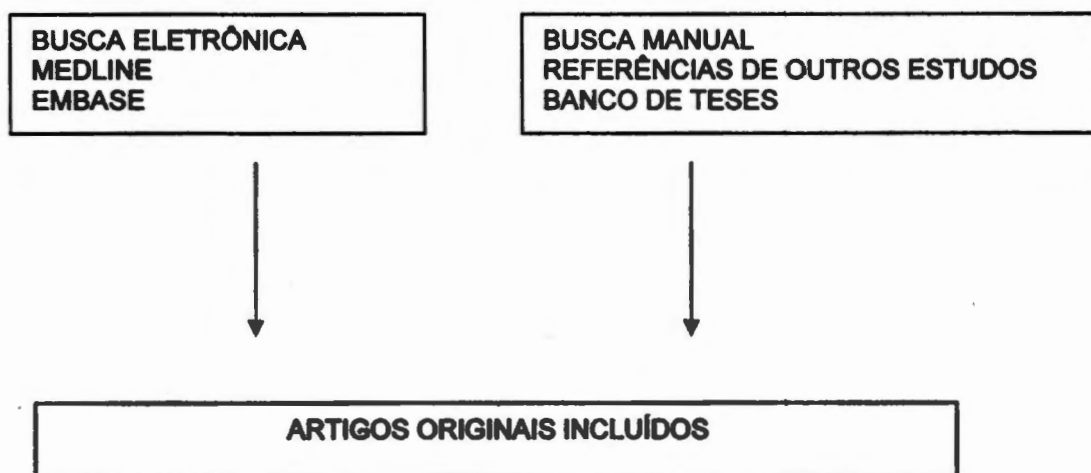 BUSCA ELETRÔNICA
MEDLINE
EMBASE
BUSCA MANUAL
REFERÊNCIAS DE OUTROS ESTUDOS
BANCO DE TESES
ARTIGOS ORIGINAIS INCLUÍDOS